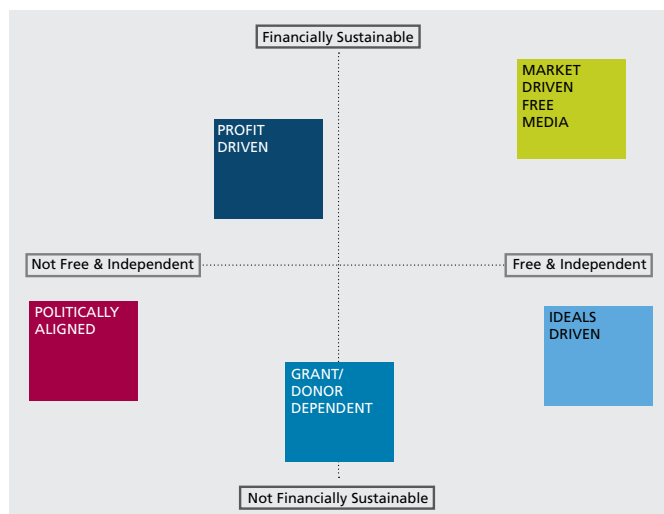 Financially Sustainable
MARKET
DRIVEN
FREE
MEDIA
PROFIT
DRIVEN
Not Free & Independent
Free & Independent
POLITICALLY
ALIGNED
IDEALS
DRIVEN
GRANT/
DONOR
DEPENDENT
Not Financially Sustainable